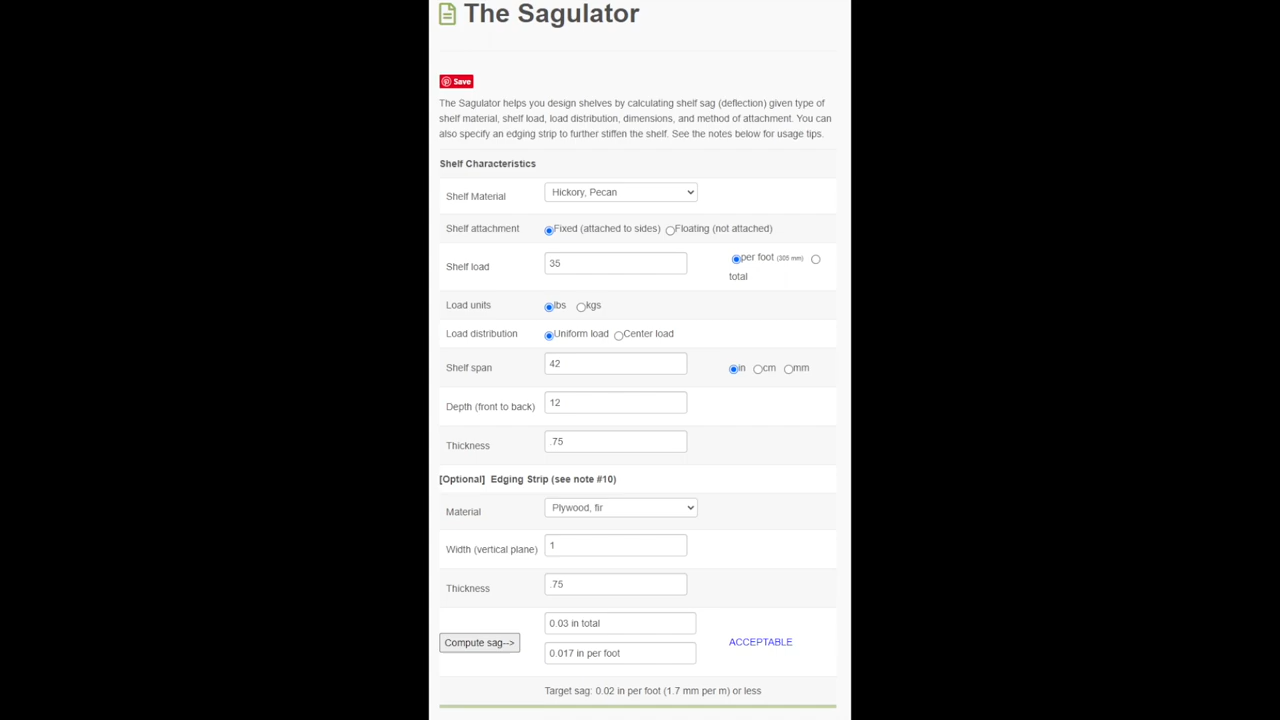 The Sagulator
Save
The Sagulator helps you design shelves by calculating shelf sag (deflection) given type of
shelf material, shelf load, load distribution, dimensions, and method of attachment. You can
also specify an edging strip to further stiffen the shelf. See the notes below for usage tips.
Shelf Characteristics
Shelf Material Hickory, Pecan
Shelf attachment Fixed (attached to sides) Floating (not attached)
Shelf load 35 per foot (305 mm)
total
Load units lbs kgs
Load distribution Uniform load Center load
Shelf span 42 in cm mm
Depth (front to back) 12
Thickness .75
[Optional] Edging Strip (see note #10)
Material Plywood, fir
Width (vertical plane) 1
Thickness .75
0.03 in total
Compute sag--> ACCEPTABLE
0.017 in per foot
Target sag: 0.02 in per foot (1.7 mm per m) or less